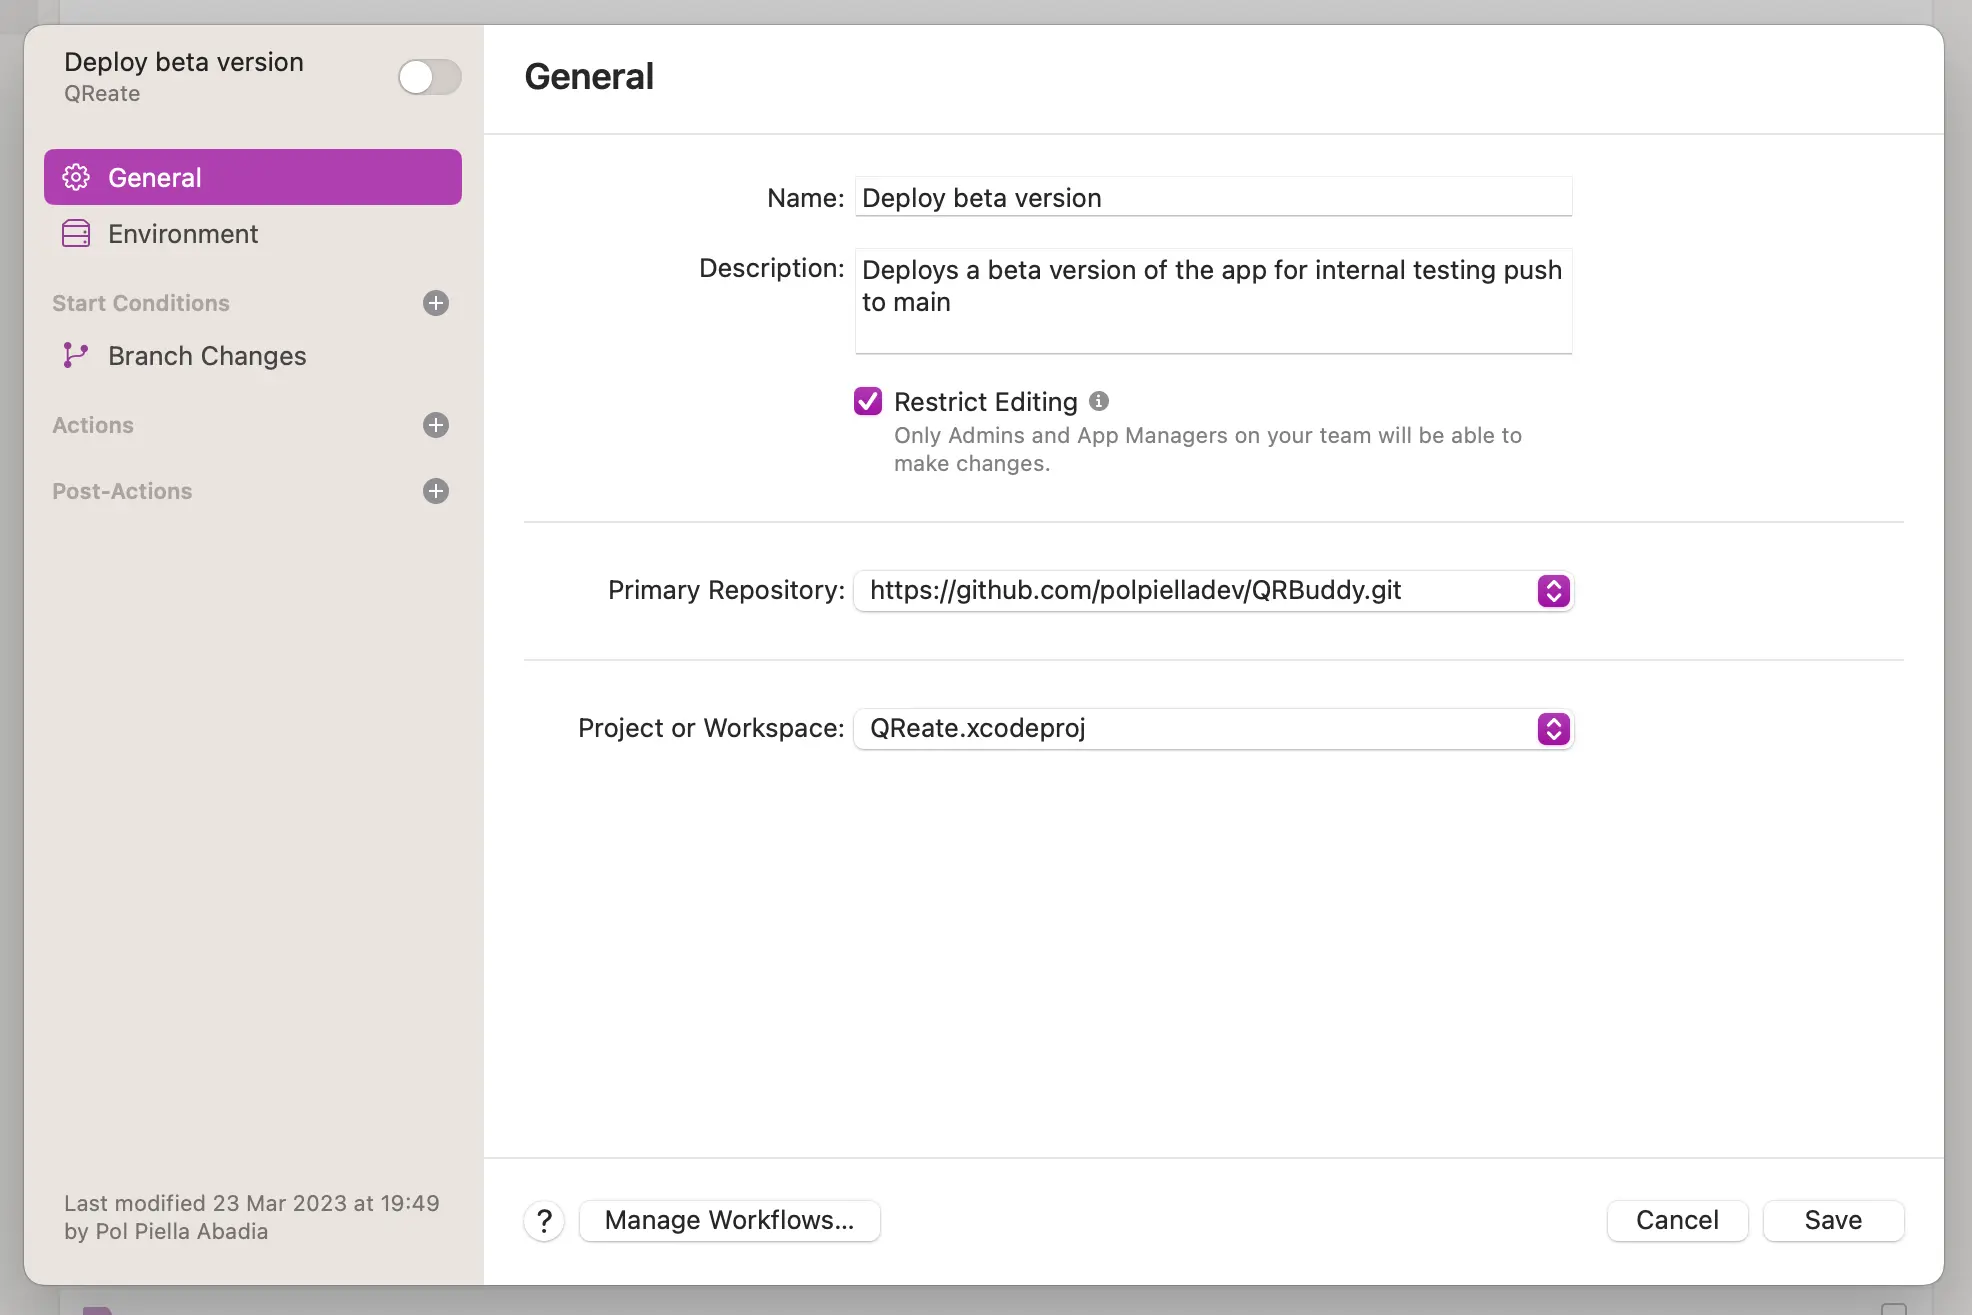 Deploy beta version
QReate
General
Environment
Start Conditions
Branch Changes
Actions
Post-Actions
Last modified 23 Mar 2023 at 19:49
by Pol Piella Abadia
General
Name: Deploy beta version
Description: Deploys a beta version of the app for internal testing push
to main
Restrict Editing
Only Admins and App Managers on your team will be able to
make changes.
Primary Repository: https://github.com/polpielladev/QRBuddy.git
Project or Workspace: QReate.xcodeproj
? Manage Workflows... Cancel Save